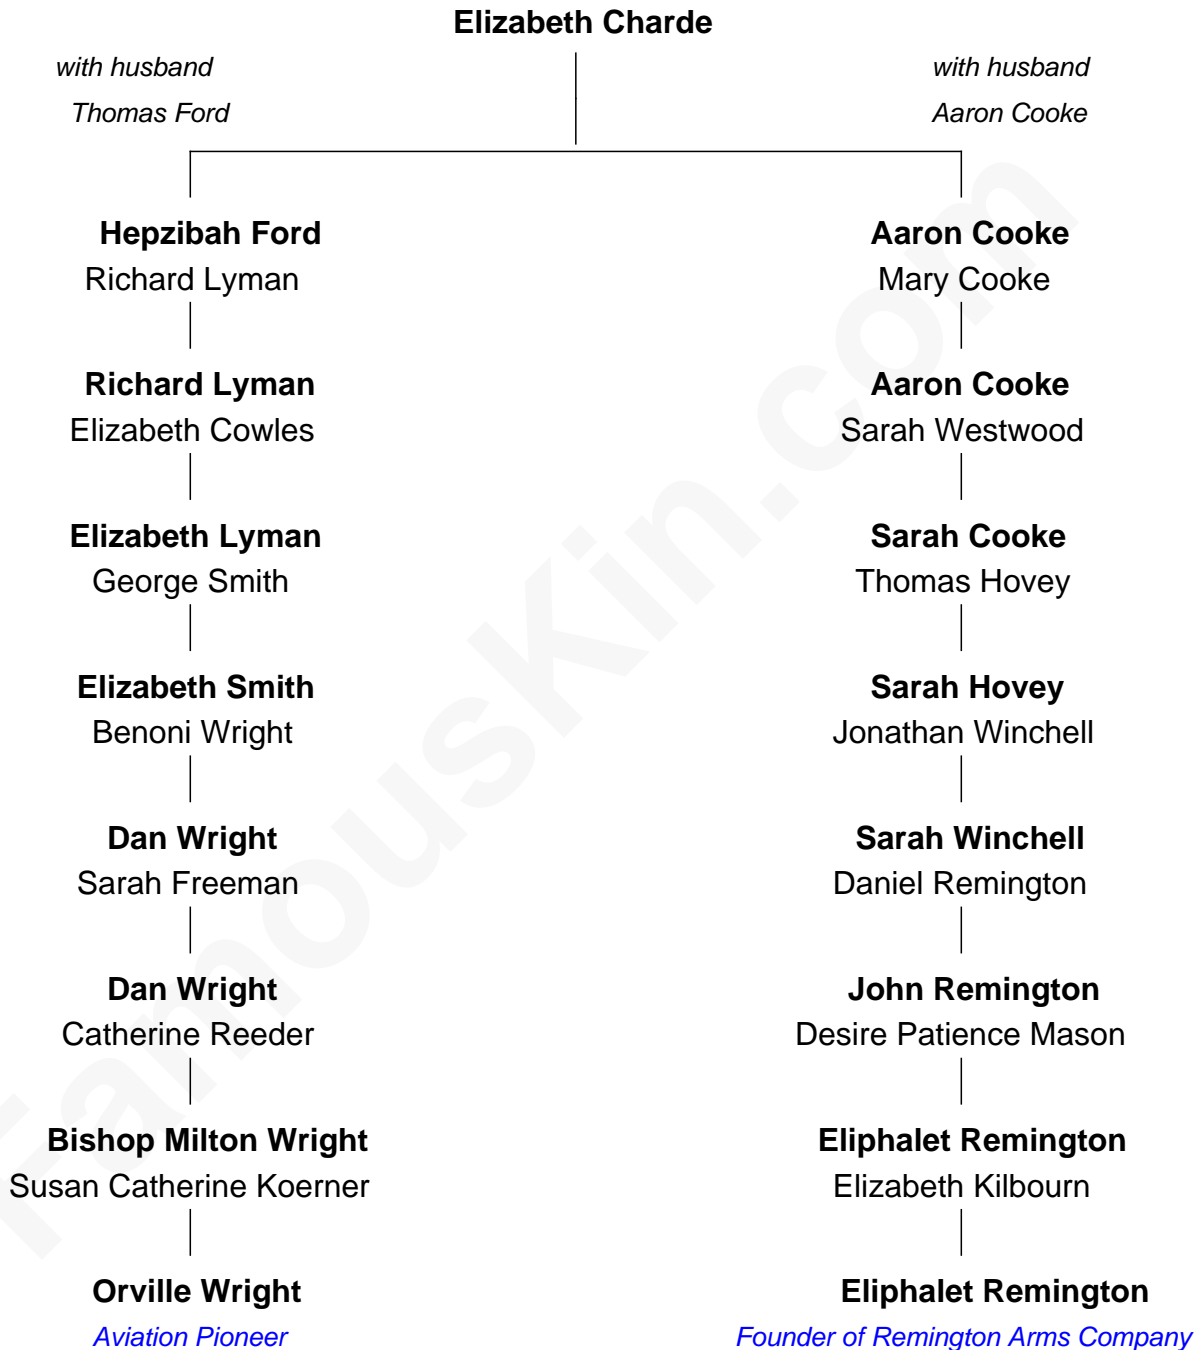 Elizabeth Charde
with husband
Thomas Ford
with husband
Aaron Cooke
Hepzibah Ford
Richard Lyman
Aaron Cooke
Mary Cooke
Richard Lyman
Elizabeth Cowles
Aaron Cooke
Sarah Westwood
Elizabeth Lyman
George Smith
Sarah Cooke
Thomas Hovey
Elizabeth Smith
Benoni Wright
Sarah Hovey
Jonathan Winchell
Dan Wright
Sarah Freeman
Sarah Winchell
Daniel Remington
Dan Wright
Catherine Reeder
John Remington
Desire Patience Mason
Bishop Milton Wright
Susan Catherine Koerner
Eliphalet Remington
Elizabeth Kilbourn
Orville Wright
Aviation Pioneer
Eliphalet Remington
Founder of Remington Arms Company
FamousKin.com